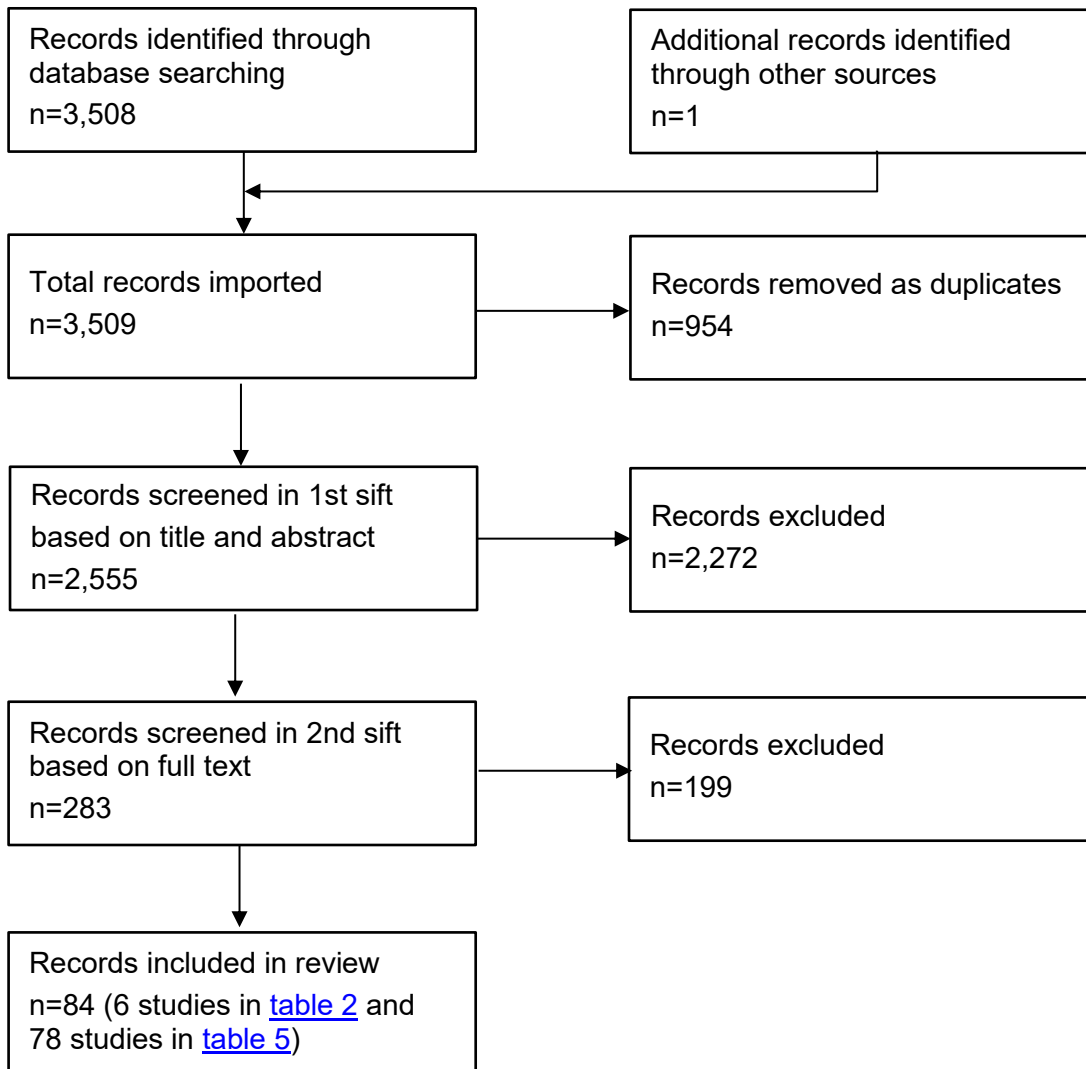 Records identified through
database searching
n=3,508
Additional records identified
through other sources
n=1
Total records imported
n=3,509
Records removed as duplicates
n=954
Records screened in 1st sift
based on title and abstract
n=2,555
Records excluded
n=2,272
Records screened in 2nd sift
based on full text
n=283
Records excluded
n=199
Records included in review
n=84 (6 studies in table 2 and
78 studies in table 5)